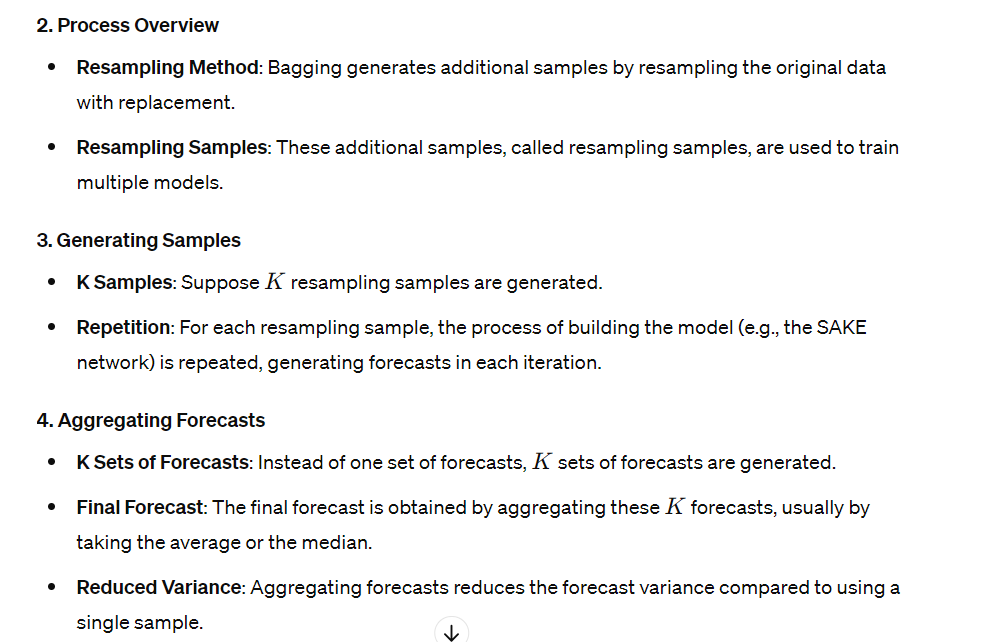 2. Process Overview
• Resampling Method: Bagging generates additional samples by resampling the original data
with replacement.
• Resampling Samples: These additional samples, called resampling samples, are used to train
multiple models.
3. Generating Samples
• K Samples: Suppose K resampling samples are generated.
• Repetition: For each resampling sample, the process of building the model (e.g., the SAKE
network) is repeated, generating forecasts in each iteration.
4. Aggregating Forecasts
• K Sets of Forecasts: Instead of one set of forecasts, K sets of forecasts are generated.
• Final Forecast: The final forecast is obtained by aggregating these K forecasts, usually by
taking the average or the median.
• Reduced Variance: Aggregating forecasts reduces the forecast variance compared to using a
single sample.